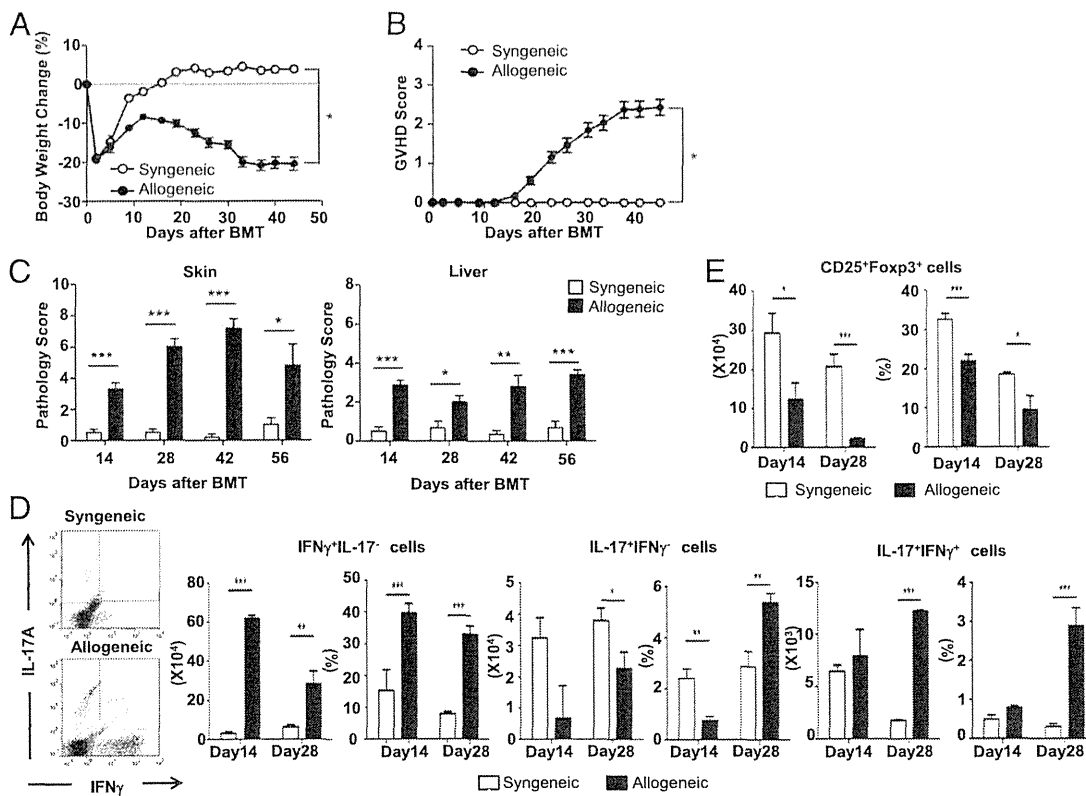 A
Body Weight Change (%)
10
0
-10
-20
-30
0 10 20 30 40 50
Days after BMT
Syngeneic
Allogeneic
*
B
GVHD Score
4
3
2
1
0
0 10 20 30 40
Days after BMT
Syngeneic
Allogeneic
*
C
Skin
Pathology Score
10
8
6
4
2
0
***
***
***
*
14 28 42 56
Days after BMT
Liver
Pathology Score
8
6
4
2
0
***
*
**
***
14 28 42 56
Days after BMT
Syngeneic
Allogeneic
E
CD25+Foxp3+ cells
(X10⁴)
40
30
20
10
0
*
***
Day14 Day28
(%)
40
30
20
10
0
***
*
Day14 Day28
Syngeneic Allogeneic
D
Syngeneic
Allogeneic
IL-17A
IFNγ
IFNγ+IL-17- cells
(X10⁴)
80
60
40
20
0
***
**
Day14 Day28
(%)
50
40
30
20
10
0
***
***
Day14 Day28
IL-17+IFNγ- cells
(X10⁴)
5
4
3
2
1
0
*
Day14 Day28
(%)
6
4
2
0
**
**
Day14 Day28
IL-17+IFNγ+ cells
(X10³)
15
10
5
0
***
Day14 Day28
(%)
4
3
2
1
0
***
Day14 Day28
Syngeneic Allogeneic